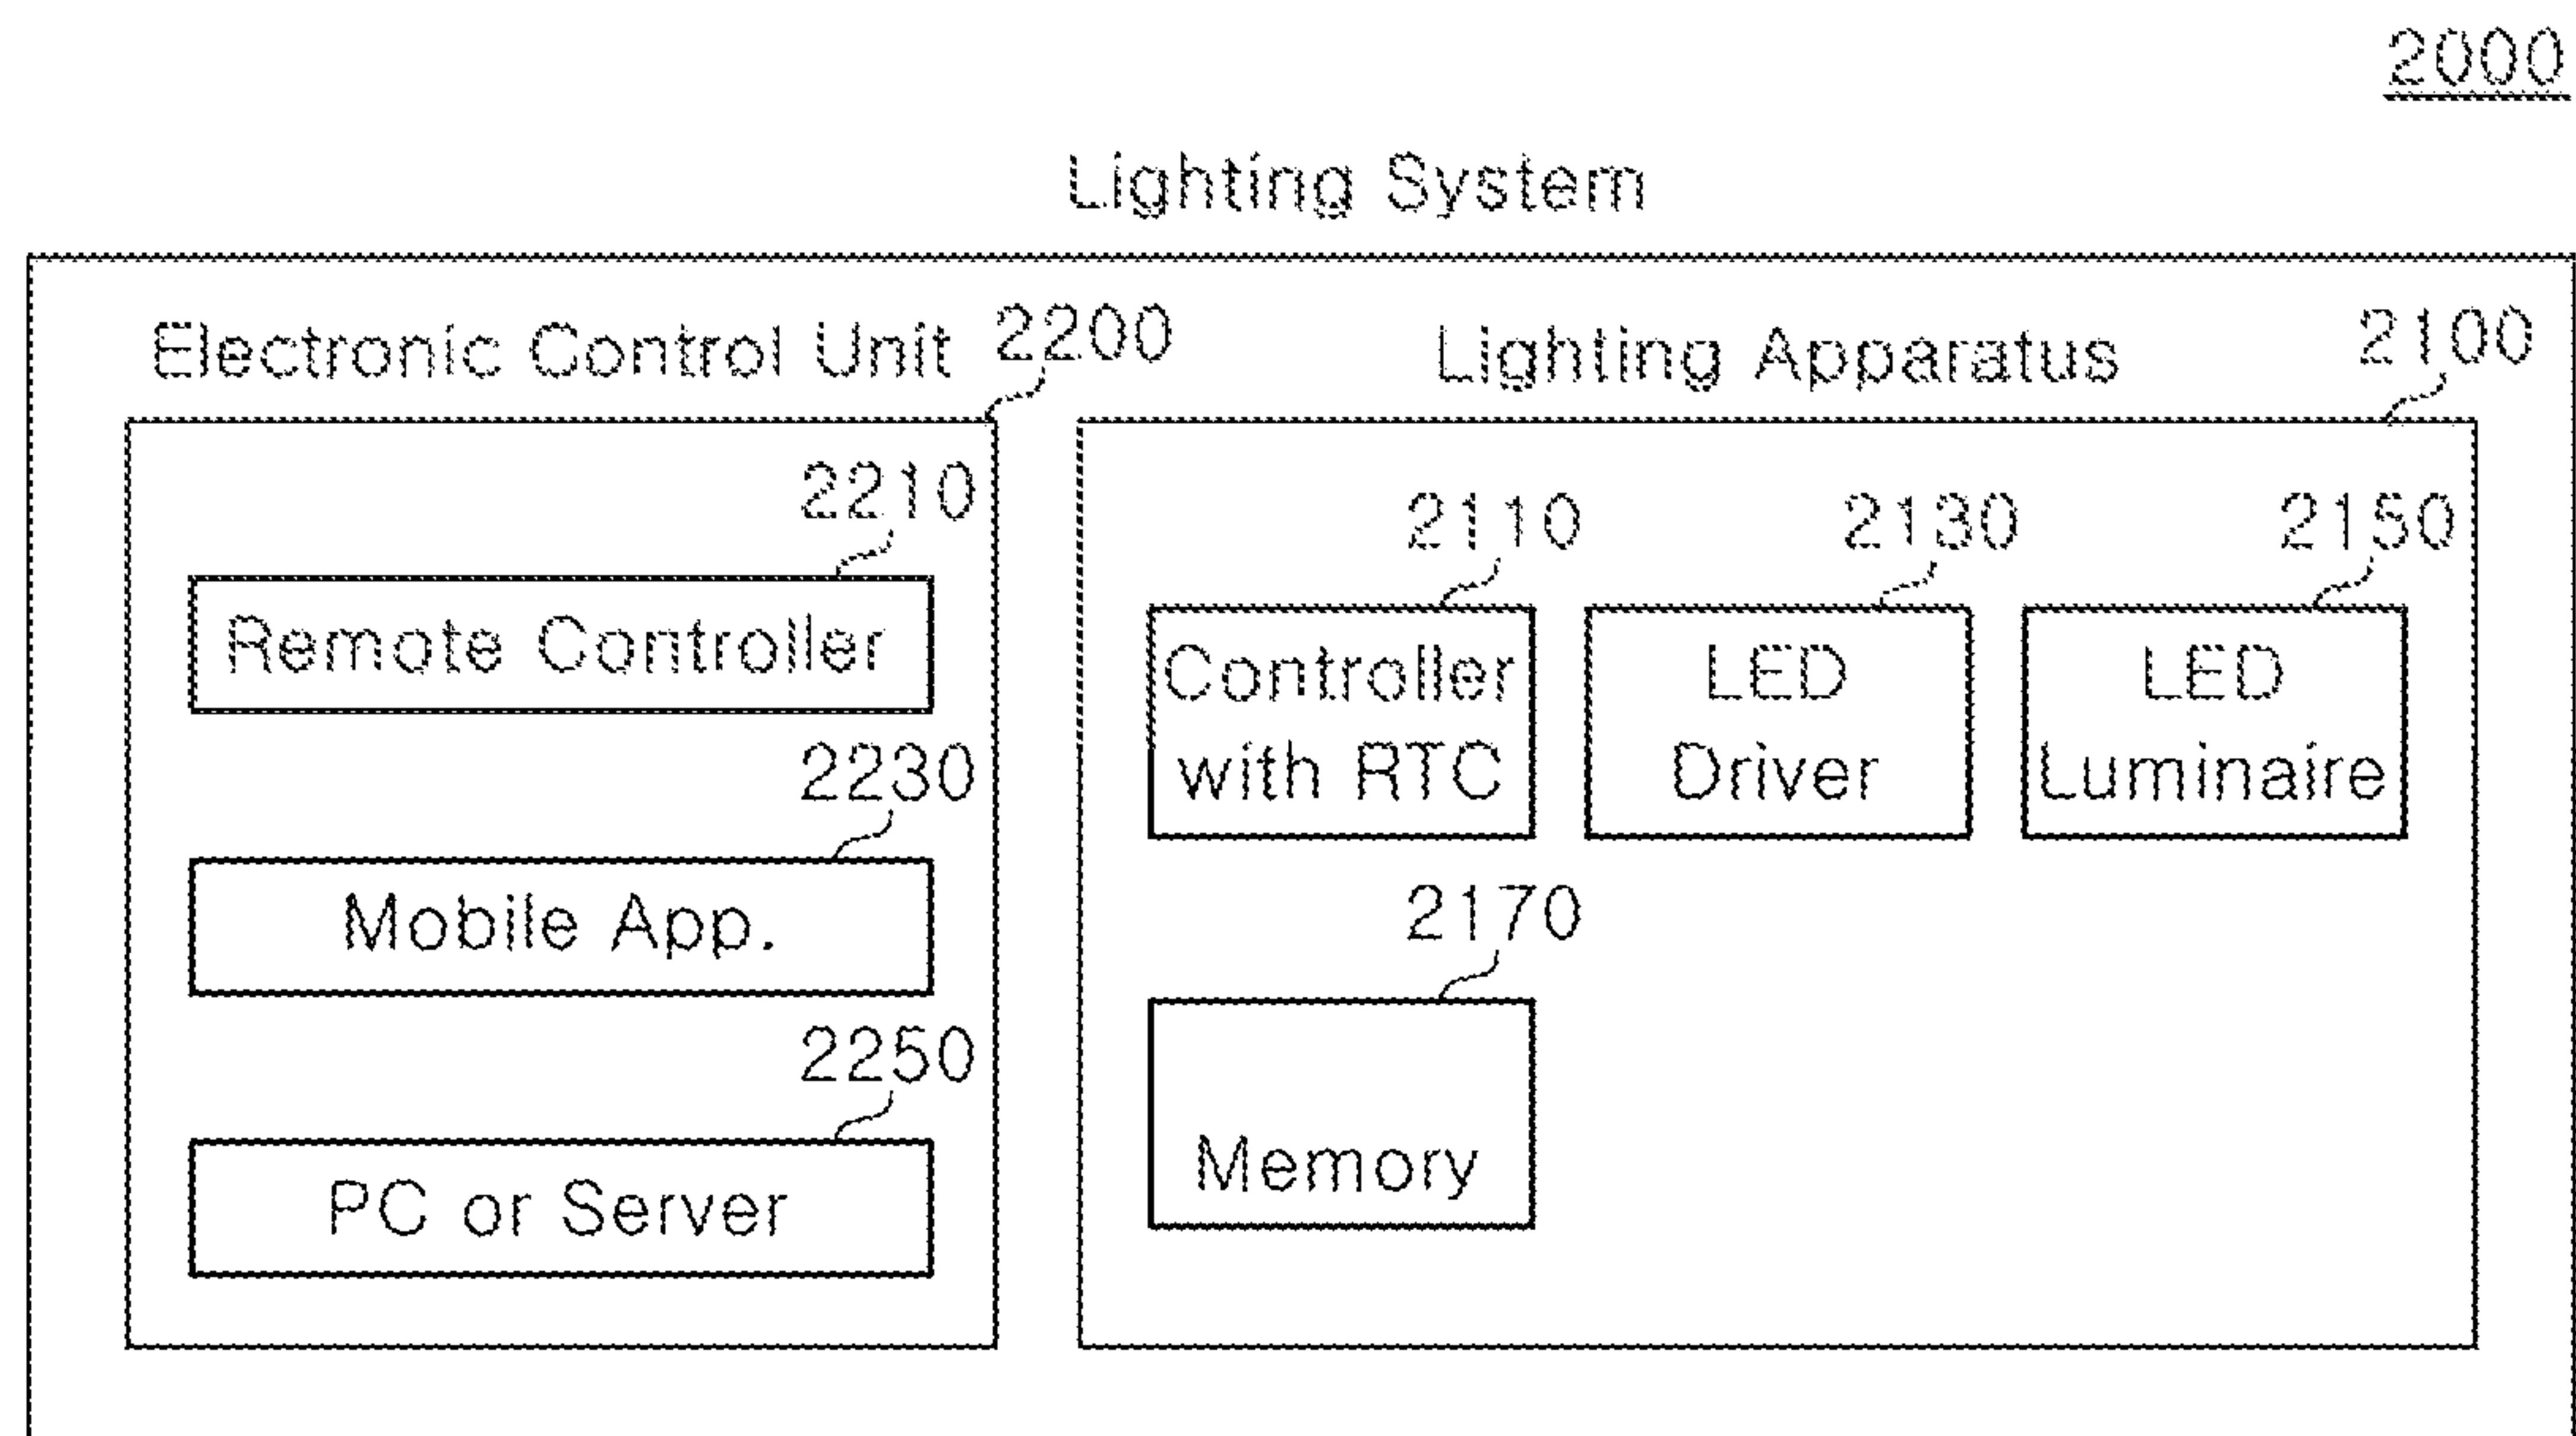 2000
Lighting System
Electronic Control Unit 2200
Lighting Apparatus 2100
2210
Remote Controller
2230
Mobile App.
2250
PC or Server
2110
Controller
with RTC
2130
LED
Driver
2150
LED
Luminaire
2170
Memory